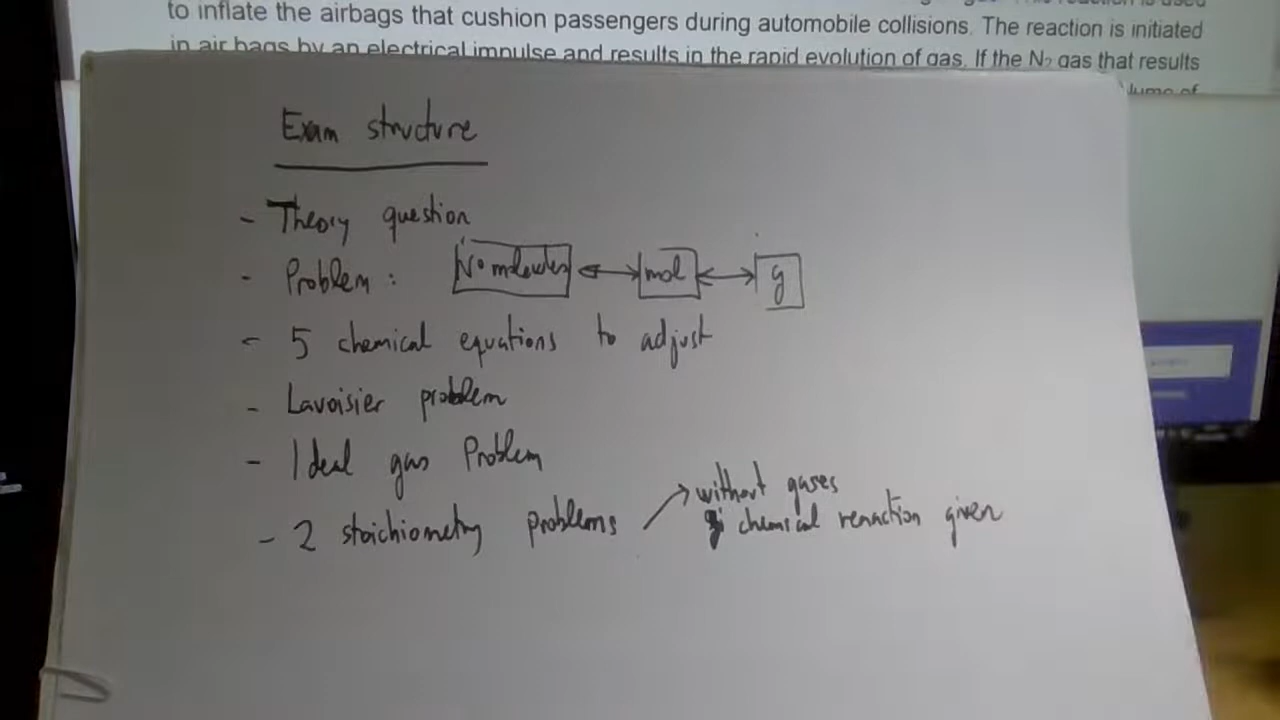 to inflate the airbags that cushion passengers during automobile collisions. The reaction is initiated
in air bags by an electrical impulse and results in the rapid evolution of gas. If the N₂ gas that results
lume of
Exam structure
- Theory question
- Problem : Nº molecules ↔ mol ↔ g
- 5 chemical equations to adjust
- Lavoisier problem
- Ideal gas Problem
- 2 stoichiometry problems → without gases
chemical renaction given